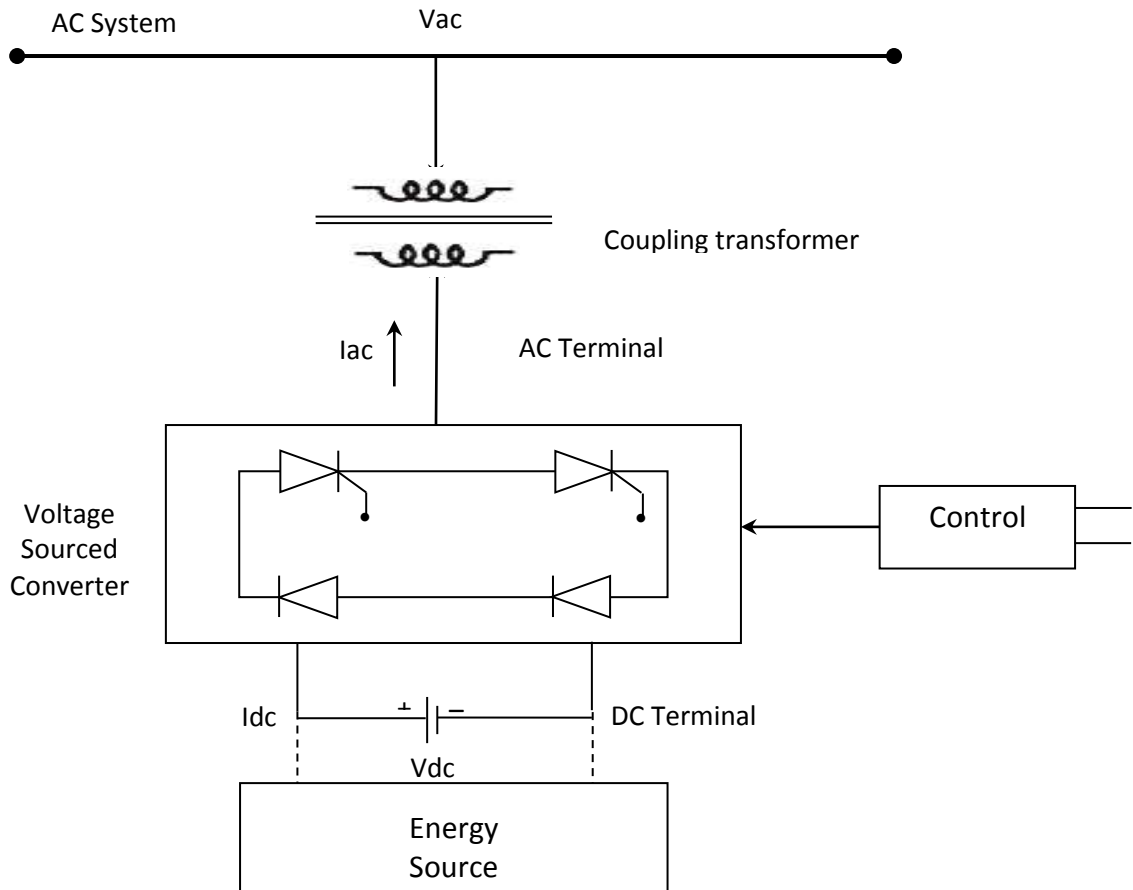 AC System
Vac
Coupling transformer
Iac
AC Terminal
Voltage
Sourced
Converter
Control
Idc
+
−
DC Terminal
Vdc
Energy
Source